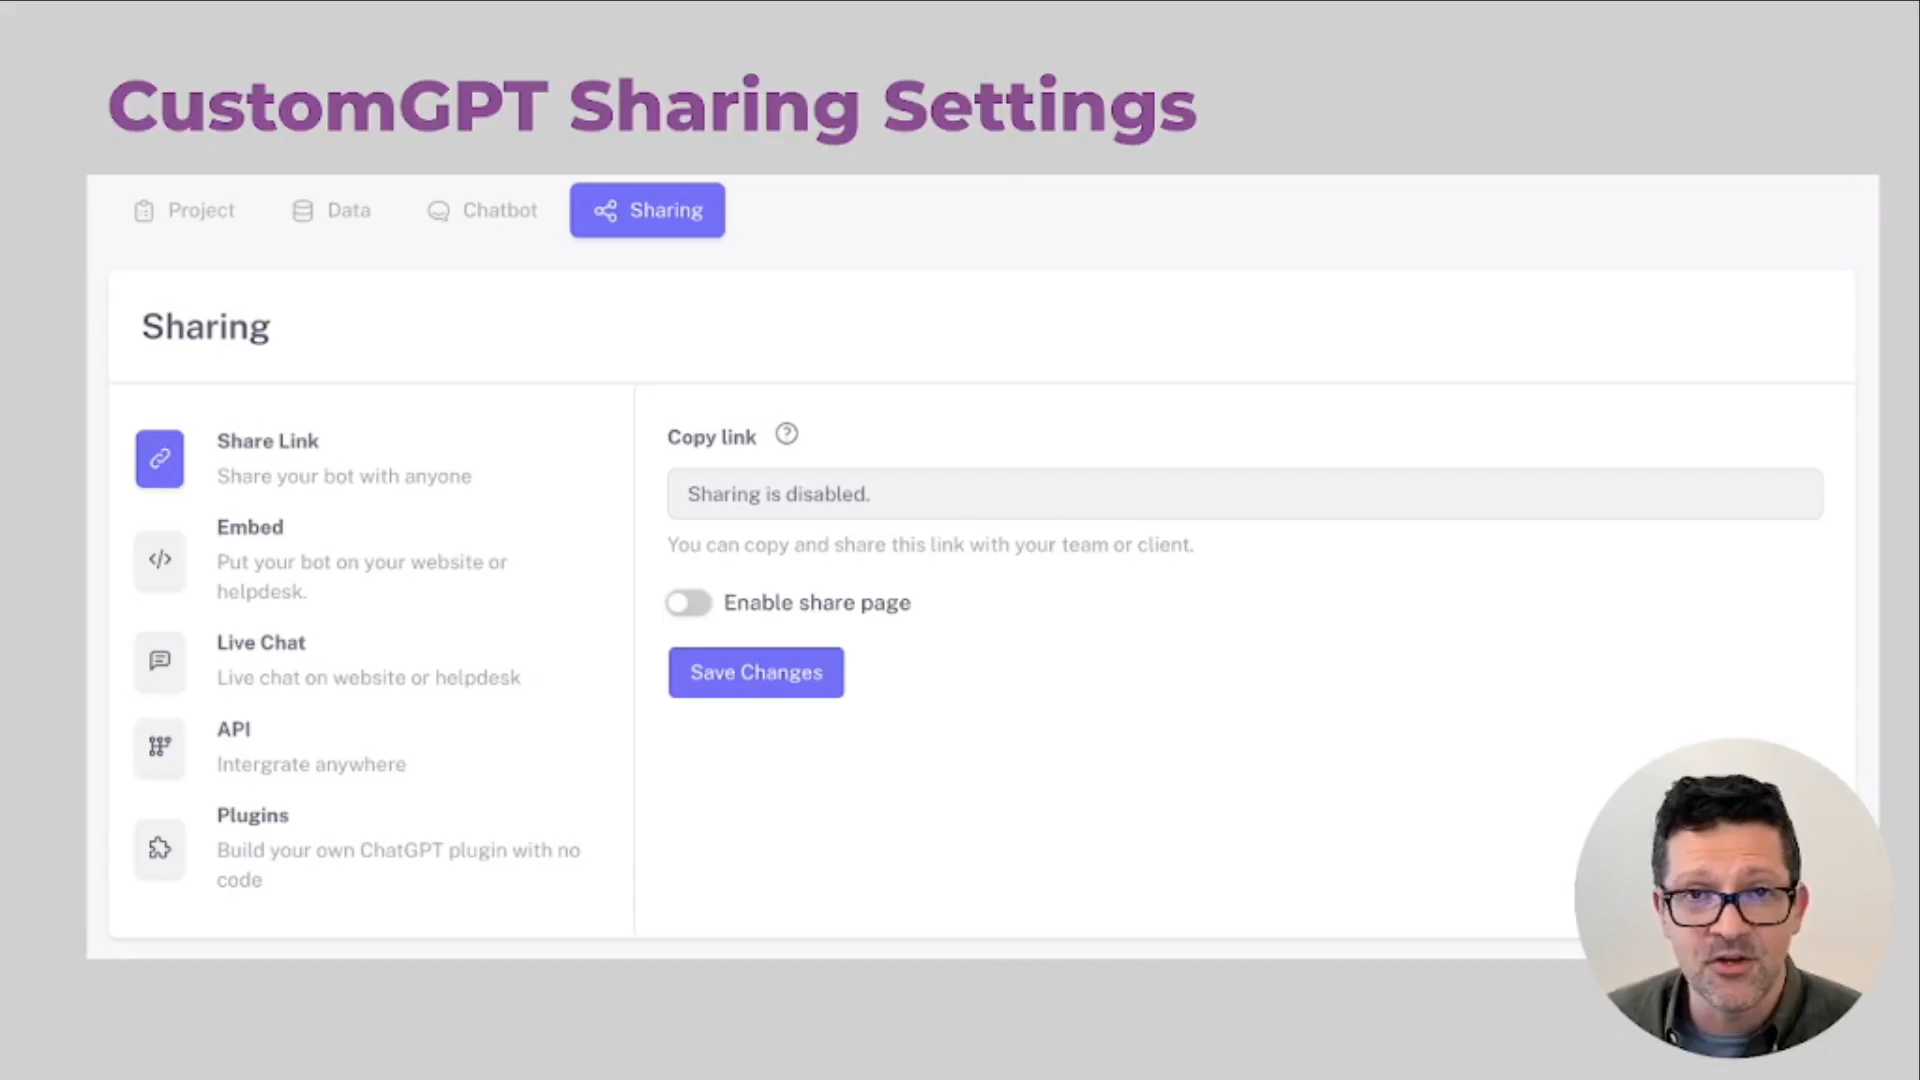 CustomGPT Sharing Settings
Project Data Chatbot Sharing
Sharing
Share Link
Share your bot with anyone
Embed
Put your bot on your website or
helpdesk.
Live Chat
Live chat on website or helpdesk
API
Intergrate anywhere
Plugins
Build your own ChatGPT plugin with no
code
Copy link
Sharing is disabled.
You can copy and share this link with your team or client.
Enable share page
Save Changes